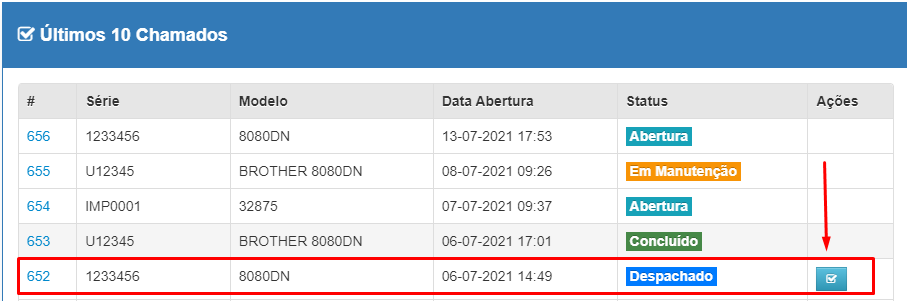 Últimos 10 Chamados
# Série Modelo Data Abertura Status Ações
656 1233456 8080DN 13-07-2021 17:53 Abertura
655 U12345 BROTHER 8080DN 08-07-2021 09:26 Em Manutenção
654 IMP0001 32875 07-07-2021 09:37 Abertura
653 U12345 BROTHER 8080DN 06-07-2021 17:01 Concluído
652 1233456 8080DN 06-07-2021 14:49 Despachado